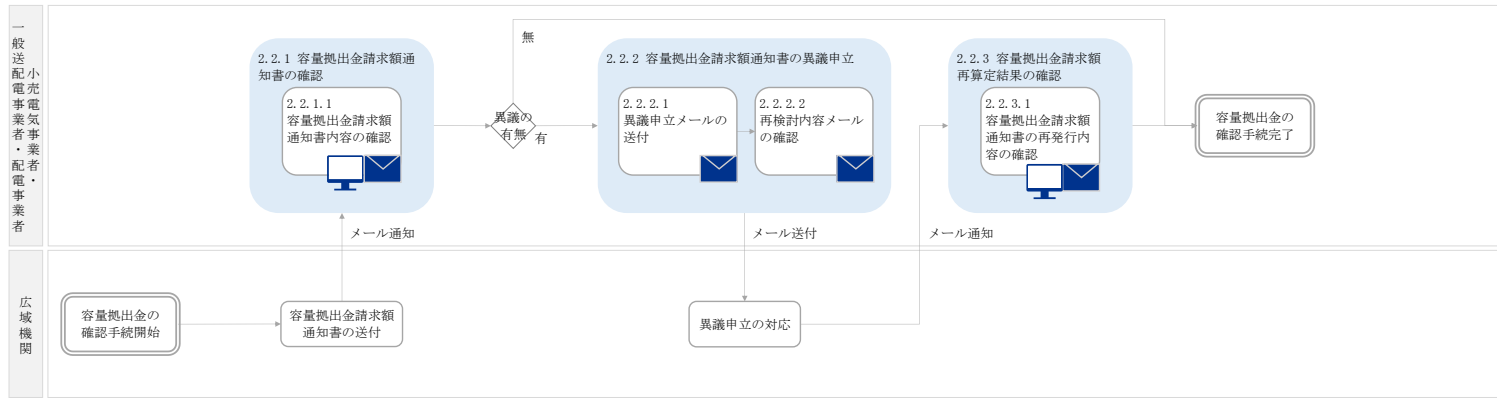 一般送配電事業者・配電事業者
小売電気事業者・
無
2.2.1 容量拠出金請求額通
知書の確認
2.2.1.1
容量拠出金請求額
通知書内容の確認
異議の
有無
有
2.2.2 容量拠出金請求額通知書の異議申立
2.2.2.1
異議申立メールの
送付
2.2.2.2
再検討内容メール
の確認
2.2.3 容量拠出金請求額
再算定結果の確認
2.2.3.1
容量拠出金請求額
通知書の再発行内
容の確認
容量拠出金の
確認手続完了
メール通知
メール送付
メール通知
広域機関
容量拠出金の
確認手続開始
容量拠出金請求額
通知書の送付
異議申立の対応